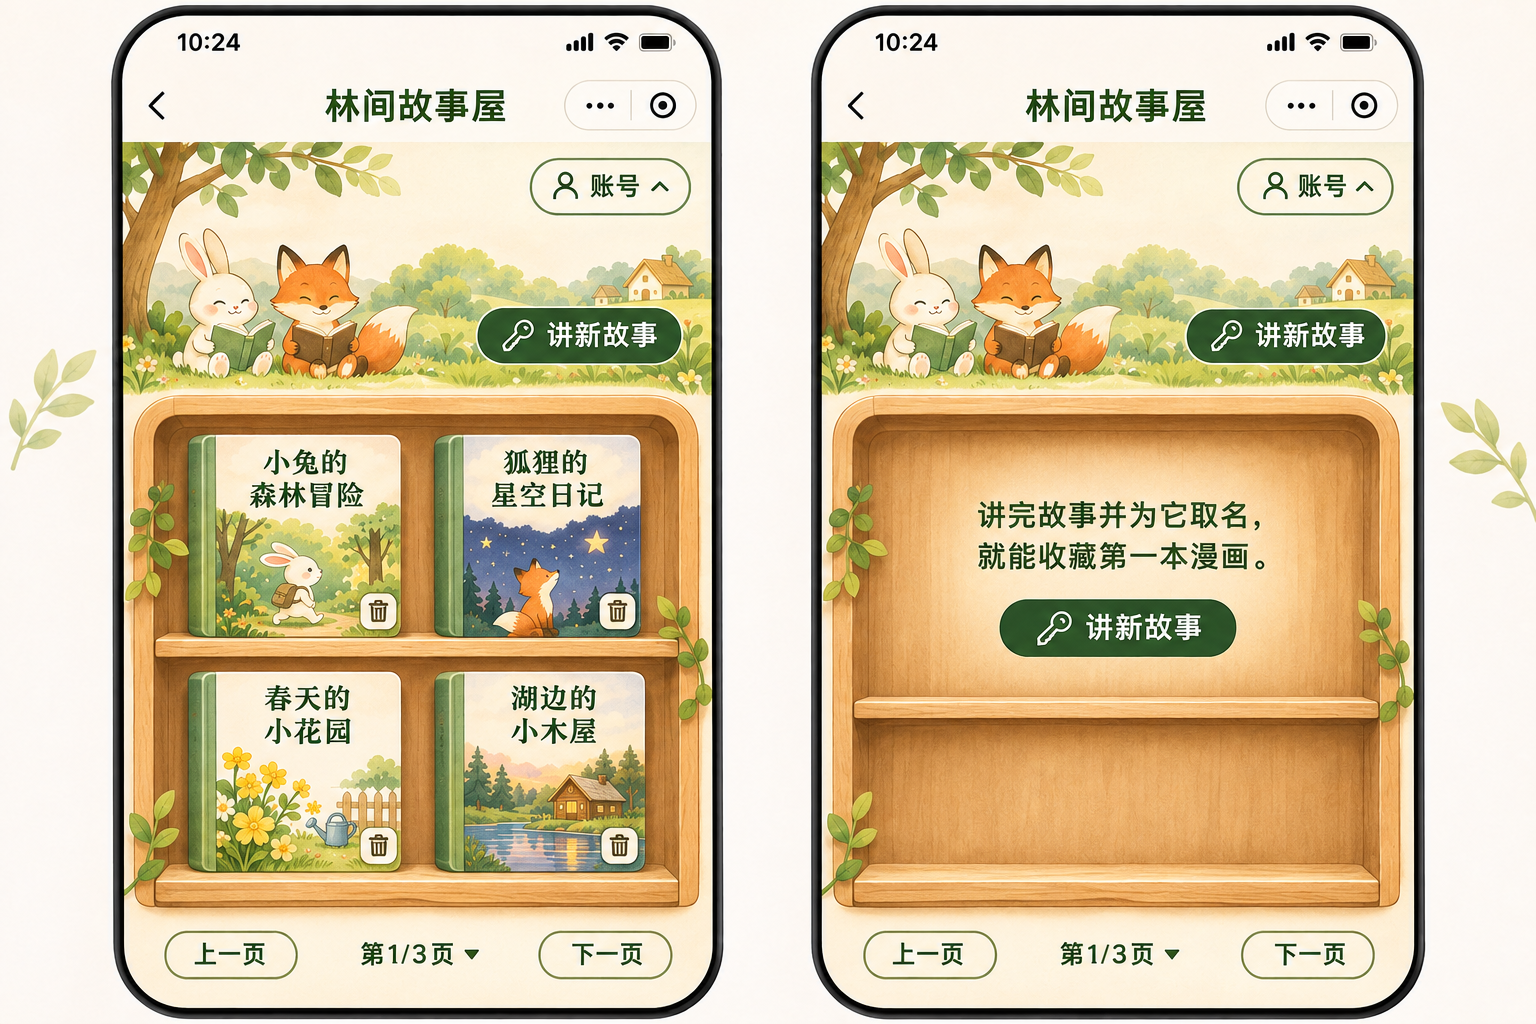 10:24
林间故事屋
账号
讲新故事
小兔的
森林冒险
狐狸的
星空日记
春天的
小花园
湖边的
小木屋
上一页
第1/3页
下一页
10:24
林间故事屋
账号
讲新故事
讲完故事并为它取名，
就能收藏第一本漫画。
讲新故事
上一页
第1/3页
下一页